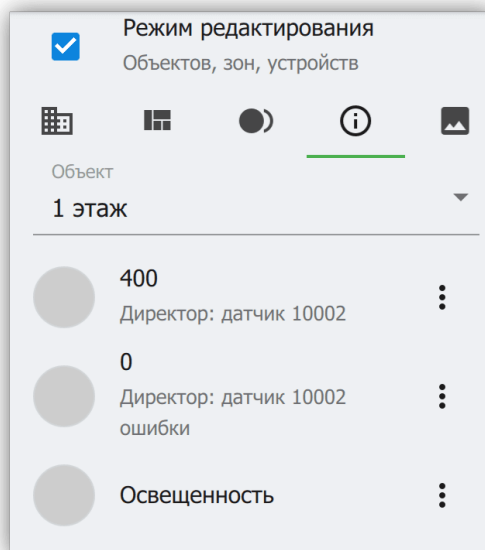 Режим редактирования
Объектов, зон, устройств
Объект
1 этаж
400
Директор: датчик 10002
0
Директор: датчик 10002
ошибки
Освещенность